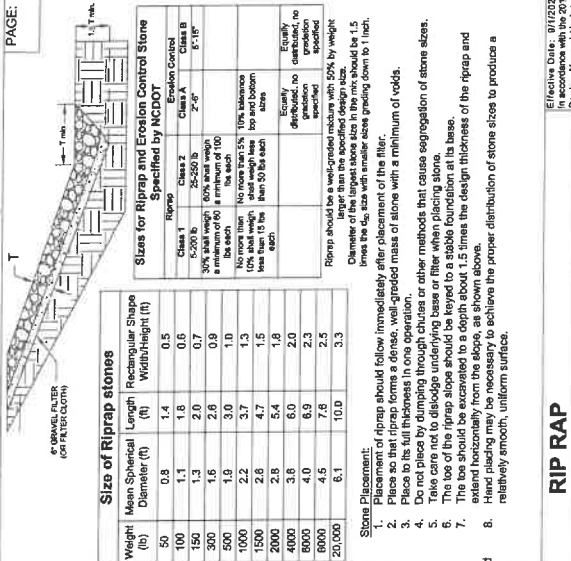 PAGE:
1.5 T min.
T min.
T
6" GRAVEL FILTER
(OR FILTER CLOTH)
Size of Riprap stones
Weight (lb) Mean Spherical Diameter (ft) Length (ft) Rectangular Shape Width/Height (ft)
50 0.8 1.4 0.5
100 1.1 1.8 0.6
150 1.3 2.0 0.7
300 1.6 2.6 0.9
500 1.9 3.0 1.0
1000 2.2 3.7 1.3
1500 2.6 4.7 1.5
2000 2.8 5.4 1.8
4000 3.6 6.0 2.0
6000 4.0 6.9 2.3
8000 4.5 7.6 2.5
20,000 6.1 10.0 3.3
Sizes for Riprap and Erosion Control Stone
Specified by NCDOT
Riprap Erosion Control
Class 1 Class 2 Class A Class B
5-200 lb 25-250 lb 2"-6" 5"-15"
30% shall weigh a minimum of 60 lbs each 60% shall weigh a minimum of 100 lbs each
No more than 10% shall weigh less than 15 lbs each No more than 5% shall weigh less than 50 lbs each 10% tolerance top and bottom sizes
Equally distributed, no gradation specified Equally distributed, no gradation specified
Riprap should be a well-graded mixture with 50% by weight
larger than the specified design size.
Diameter of the largest stone size in the mix should be 1.5
times the d50 size with smaller sizes grading down to 1 inch.
Stone Placement:
1. Placement of riprap should follow immediately after placement of the filter.
2. Place so that riprap forms a dense, well-graded mass of stone with a minimum of voids.
3. Place to its full thickness in one operation.
4. Do not place by dumping through chutes or other methods that cause segregation of stone sizes.
5. Take care not to dislodge underlying base or filter when placing stone.
6. The toe of the riprap slope should be keyed to a stable foundation at its base.
7. The toe should be excavated to a depth about 1.5 times the design thickness of the riprap and
extend horizontally from the slope, as shown above.
8. Hand placing may be necessary to achieve the proper distribution of stone sizes to produce a
relatively smooth, uniform surface.
RIP RAP
Effective Date: 9/1/202
In accordance with the 201